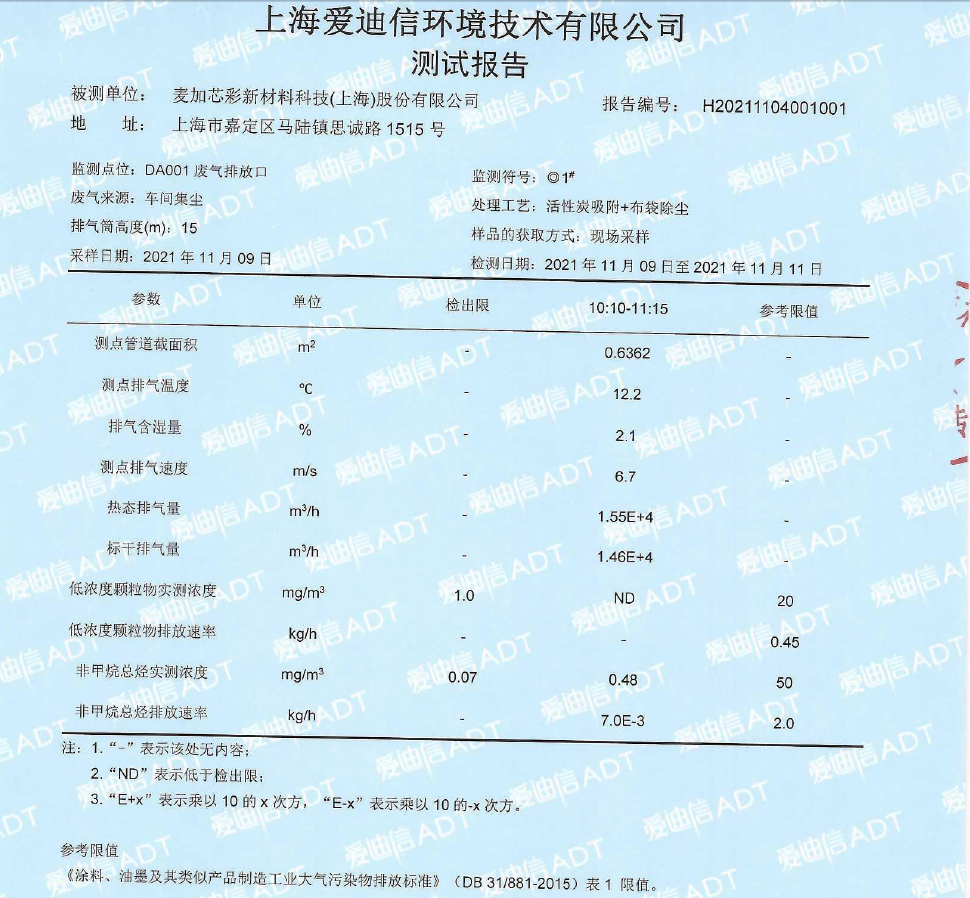 上海爱迪信环境技术有限公司
测试报告
被测单位： 麦加芯彩新材料科技(上海)股份有限公司
报告编号： H20211104001001
地 址： 上海市嘉定区马陆镇思诚路 1515 号
监测点位：DA001 废气排放口
监测符号：◎1#
废气来源：车间集尘
处理工艺：活性炭吸附+布袋除尘
排气筒高度(m)：15
样品的获取方式：现场采样
采样日期：2021 年 11 月 09 日
检测日期：2021 年 11 月 09 日至 2021 年 11 月 11 日
参数 单位 检出限 10:10-11:15 参考限值
测点管道截面积 m² - 0.6362 -
测点排气温度 ℃ - 12.2 -
排气含湿量 % - 2.1 -
测点排气速度 m/s - 6.7 -
热态排气量 m³/h - 1.55E+4 -
标干排气量 m³/h - 1.46E+4 -
低浓度颗粒物实测浓度 mg/m³ 1.0 ND 20
低浓度颗粒物排放速率 kg/h - - 0.45
非甲烷总烃实测浓度 mg/m³ 0.07 0.48 50
非甲烷总烃排放速率 kg/h - 7.0E-3 2.0
注：1.“-”表示该处无内容；
2.“ND”表示低于检出限；
3.“E+x”表示乘以 10 的 x 次方，“E-x”表示乘以 10 的-x 次方。
参考限值
《涂料、油墨及其类似产品制造工业大气污染物排放标准》（DB 31/881-2015）表 1 限值。
爱迪信 ADT